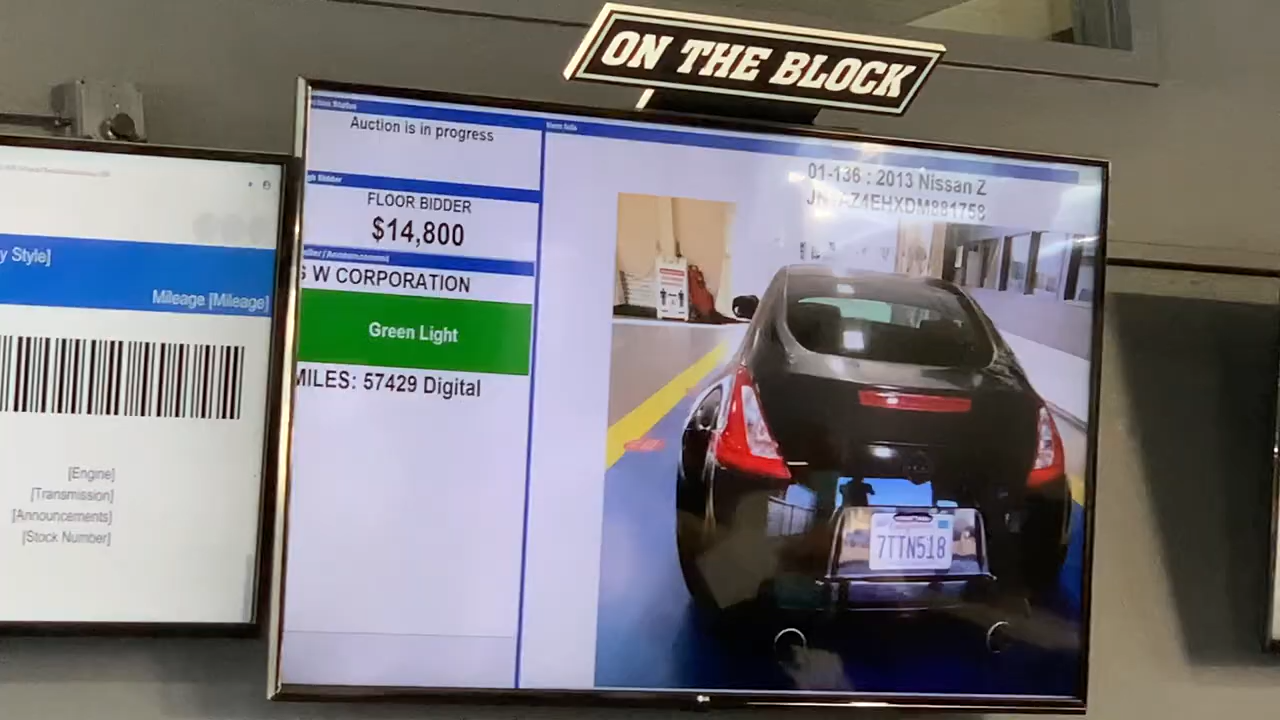 ON THE BLOCK
Auction is in progress
FLOOR BIDDER
$14,800
W CORPORATION
Green Light
MILES: 57429 Digital
01-136 : 2013 Nissan Z
7TTN518
y Style]
Mileage [Mileage]
[Engine]
[Transmission]
[Announcements]
[Stock Number]